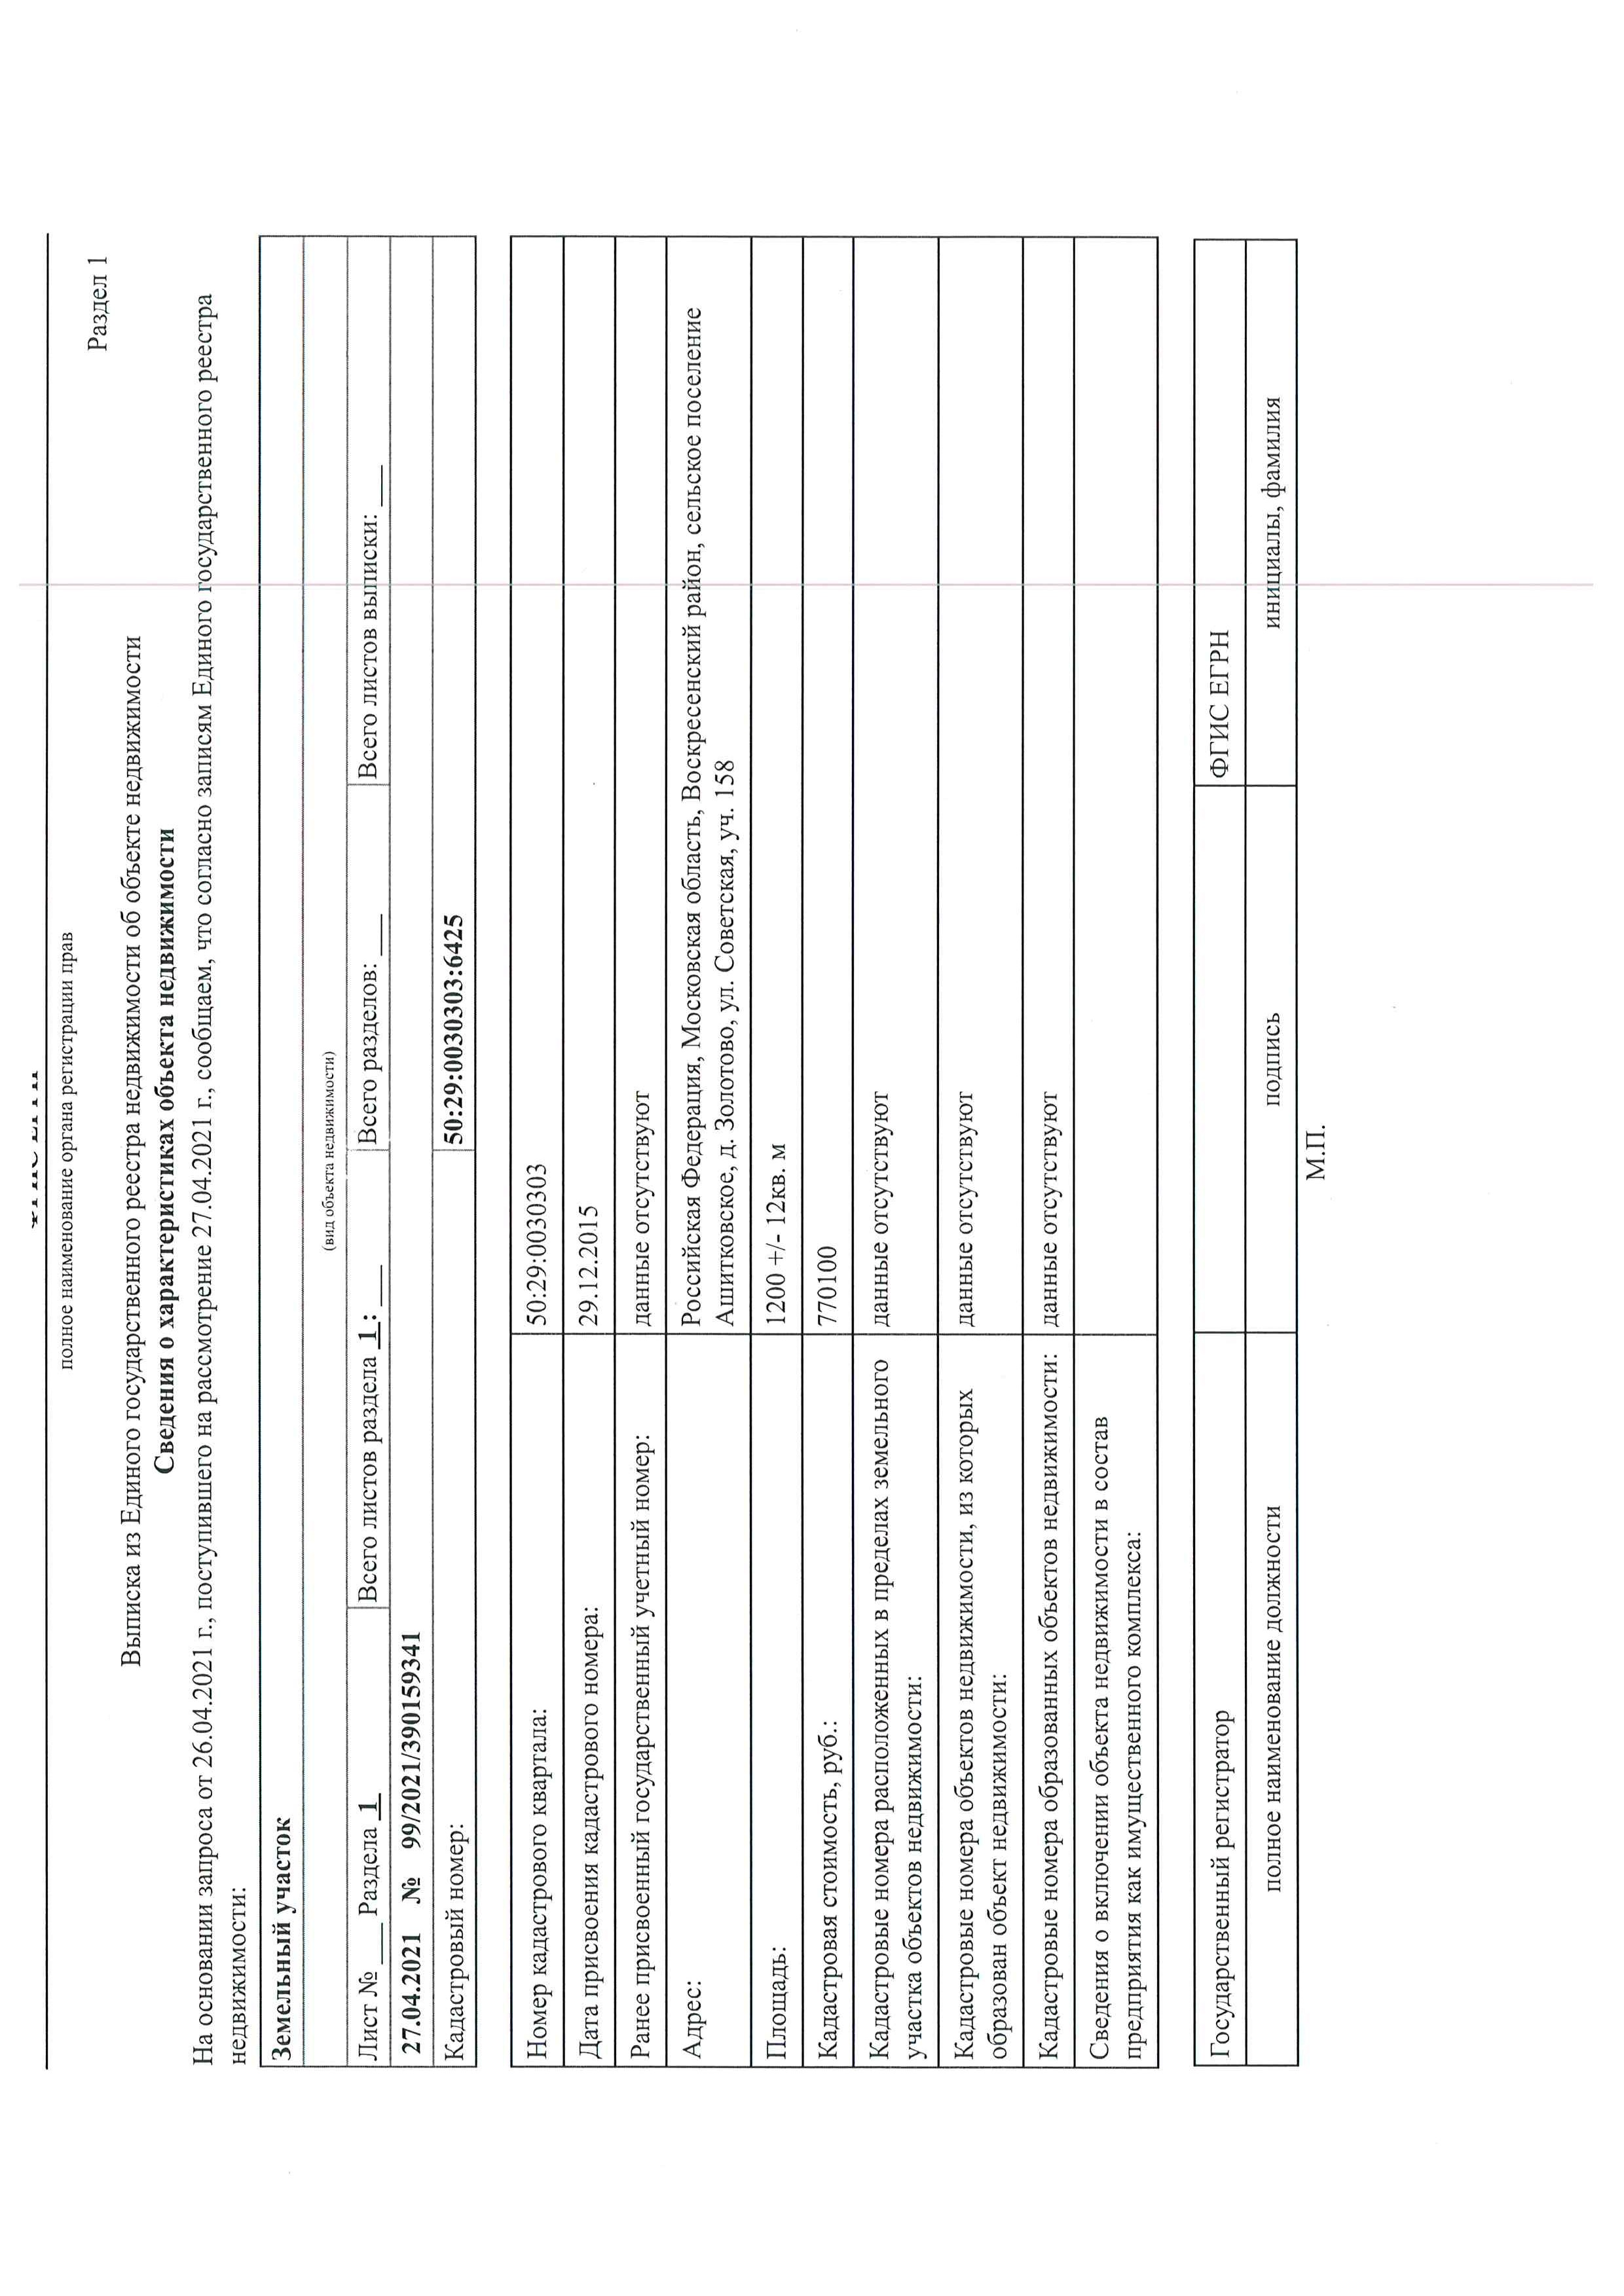 полное наименование органа регистрации прав
Раздел 1
Выписка из Единого государственного реестра недвижимости об объекте недвижимости
Сведения о характеристиках объекта недвижимости
На основании запроса от 26.04.2021 г., поступившего на рассмотрение 27.04.2021 г., сообщаем, что согласно записям Единого государственного реестра
недвижимости:
Земельный участок
(вид объекта недвижимости)
Лист № ___ Раздела 1 Всего листов раздела 1 : ___ Всего разделов: ___ Всего листов выписки: ___
27.04.2021 № 99/2021/390159341
Кадастровый номер: 50:29:0030303:6425
Номер кадастрового квартала: 50:29:0030303
Дата присвоения кадастрового номера: 29.12.2015
Ранее присвоенный государственный учетный номер: данные отсутствуют
Адрес: Российская Федерация, Московская область, Воскресенский район, сельское поселение
Ашитковское, д. Золотово, ул. Советская, уч. 158
Площадь: 1200 +/- 12кв. м
Кадастровая стоимость, руб.: 770100
Кадастровые номера расположенных в пределах земельного
участка объектов недвижимости: данные отсутствуют
Кадастровые номера объектов недвижимости, из которых
образован объект недвижимости: данные отсутствуют
Кадастровые номера образованных объектов недвижимости: данные отсутствуют
Сведения о включении объекта недвижимости в состав
предприятия как имущественного комплекса:
Государственный регистратор ФГИС ЕГРН
полное наименование должности подпись инициалы, фамилия
М.П.